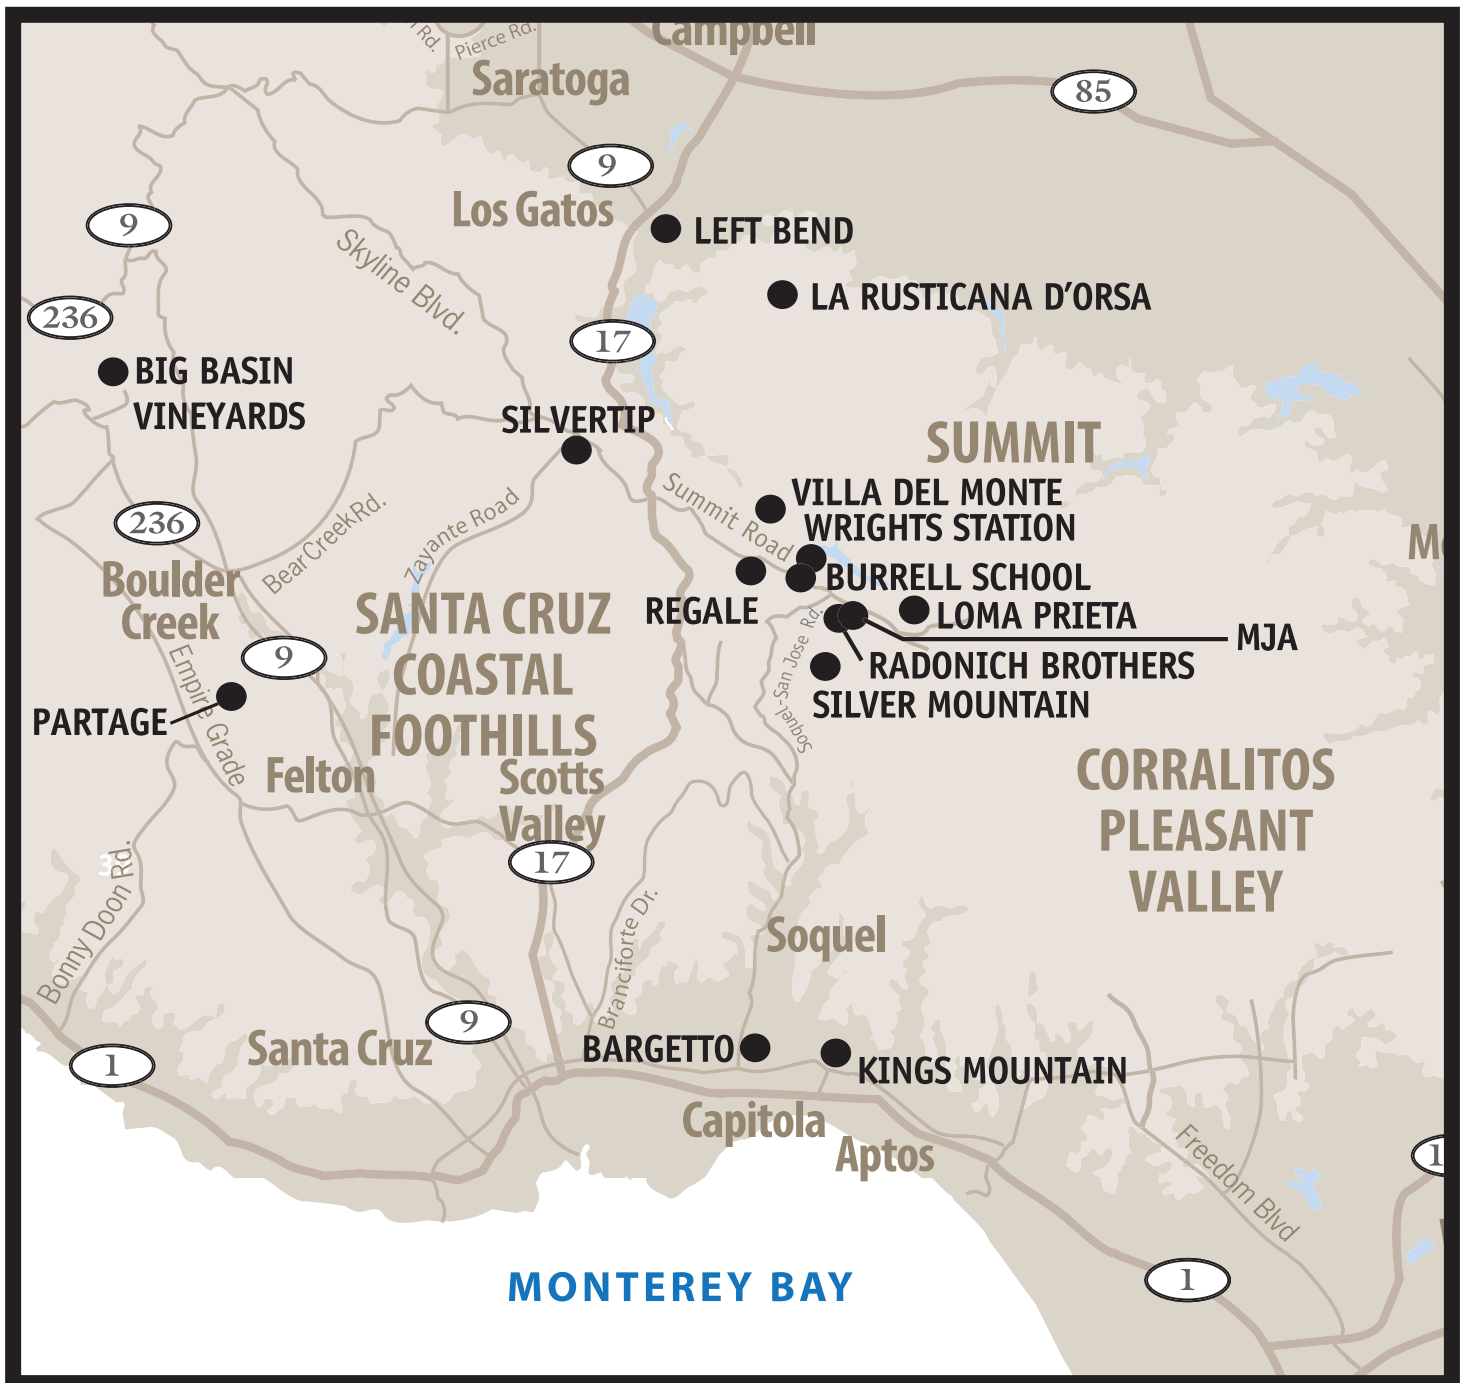 Campbell
Rd.
Pierce Rd.
Saratoga
85
9
Los Gatos
9
LEFT BEND
Skyline Blvd.
LA RUSTICANA D'ORSA
236
17
BIG BASIN
VINEYARDS
SILVERTIP
SUMMIT
Summit Road
VILLA DEL MONTE
WRIGHTS STATION
236
BearCreekRd.
Zayante Road
Boulder
Creek
BURRELL SCHOOL
REGALE
LOMA PRIETA
MJA
SANTA CRUZ
COASTAL
FOOTHILLS
Soquel-San Jose Rd.
RADONICH BROTHERS
SILVER MOUNTAIN
9
Empire Grade
PARTAGE
Felton
Scotts
Valley
CORRALITOS
PLEASANT
VALLEY
17
Bonny Doon Rd.
Branciforte Dr.
Soquel
9
Santa Cruz
1
BARGETTO
KINGS MOUNTAIN
Capitola
Aptos
Freedom Blvd
1
1
MONTEREY BAY